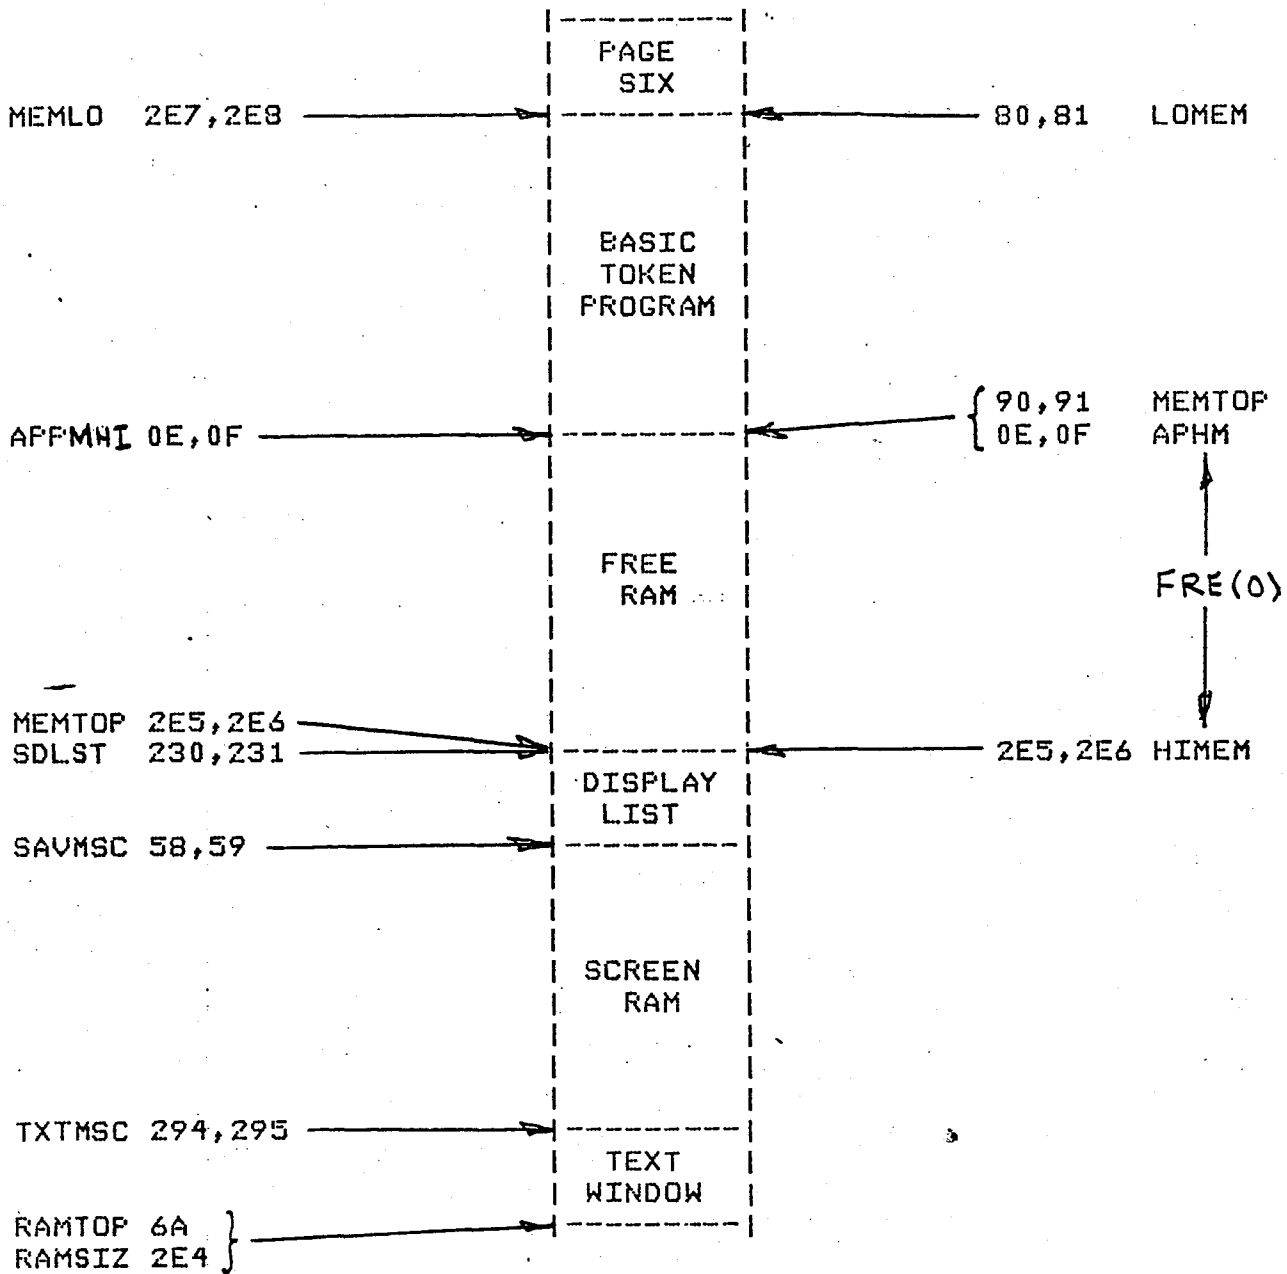 PAGE
SIX
MEMLO 2E7,2E8
80,81 LOMEM
BASIC
TOKEN
PROGRAM
90,91 MEMTOP
APPMHI 0E,0F
0E,0F APHM
FREE
RAM
FRE(0)
MEMTOP 2E5,2E6
SDLST 230,231
2E5,2E6 HIMEM
DISPLAY
LIST
SAVMSC 58,59
SCREEN
RAM
TXTMSC 294,295
TEXT
WINDOW
RAMTOP 6A
RAMSIZ 2E4